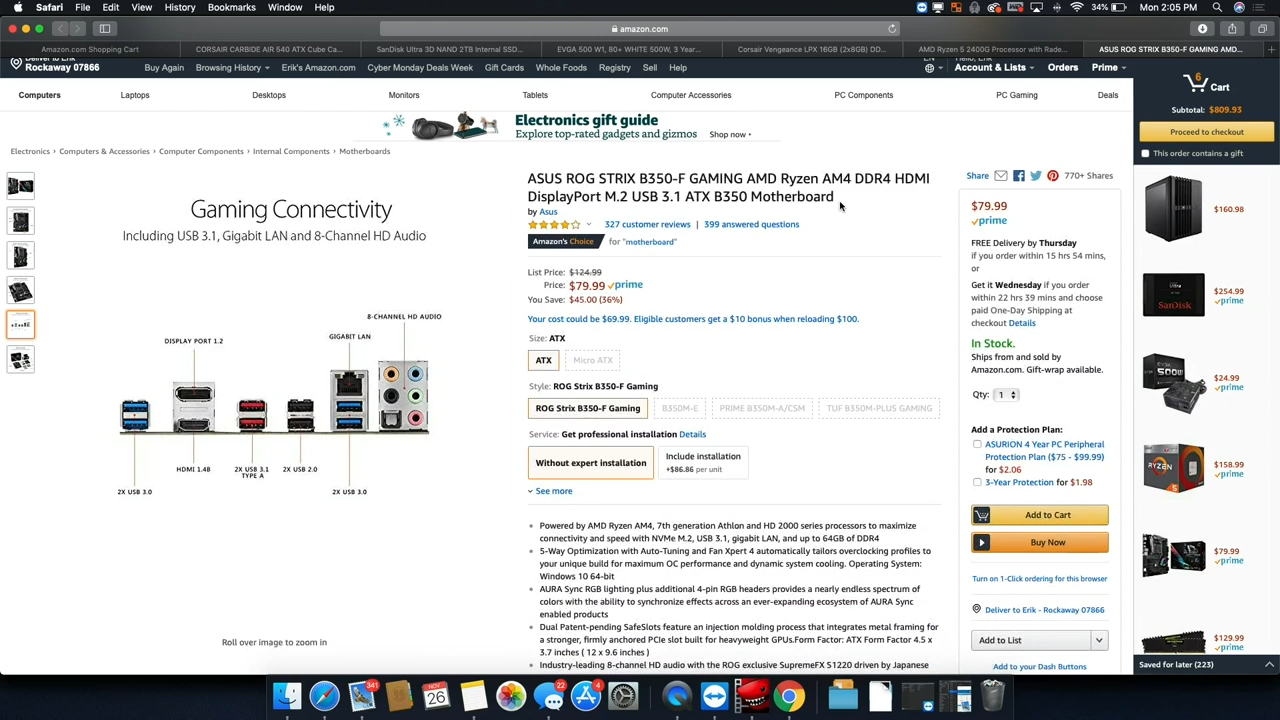 Safari File Edit View History Bookmarks Window Help
34% Mon 2:05 PM
amazon.com
Amazon.com Shopping Cart
CORSAIR CARBIDE AIR 540 ATX Cube Ca...
SanDisk Ultra 3D NAND 2TB Internal SSD...
EVGA 500 W1, 80+ WHITE 500W, 3 Year...
Corsair Vengeance LPX 16GB (2x8GB) DD...
AMD Ryzen 5 2400G Processor with Rade...
ASUS ROG STRIX B350-F GAMING AMD...
Rockaway 07866
Buy Again Browsing History Erik's Amazon.com Cyber Monday Deals Week Gift Cards Whole Foods Registry Sell Help
EN
Hello, Erik
Account & Lists Orders Prime
6
Cart
Subtotal: $809.93
Proceed to checkout
This order contains a gift
Computers Laptops Desktops Monitors Tablets Computer Accessories PC Components PC Gaming Deals
Electronics gift guide
Explore top-rated gadgets and gizmos Shop now
Electronics › Computers & Accessories › Computer Components › Internal Components › Motherboards
Gaming Connectivity
Including USB 3.1, Gigabit LAN and 8-Channel HD Audio
8-CHANNEL HD AUDIO
GIGABIT LAN
DISPLAY PORT 1.2
HDMI 1.4B
2X USB 3.1
TYPE A
2X USB 2.0
2X USB 3.0
2X USB 3.0
Roll over image to zoom in
ASUS ROG STRIX B350-F GAMING AMD Ryzen AM4 DDR4 HDMI
DisplayPort M.2 USB 3.1 ATX B350 Motherboard
by Asus
327 customer reviews | 399 answered questions
Amazon's Choice for "motherboard"
List Price: $124.99
Price: $79.99 prime
You Save: $45.00 (36%)
Your cost could be $69.99. Eligible customers get a $10 bonus when reloading $100.
Size: ATX
ATX Micro ATX
Style: ROG Strix B350-F Gaming
ROG Strix B350-F Gaming B350M-E PRIME B350M-A/CSM TUF B350M-PLUS GAMING
Service: Get professional installation Details
Without expert installation
Include installation
+$86.86 per unit
See more
Powered by AMD Ryzen AM4, 7th generation Athlon and HD 2000 series processors to maximize
connectivity and speed with NVMe M.2, USB 3.1, gigabit LAN, and up to 64GB of DDR4
5-Way Optimization with Auto-Tuning and Fan Xpert 4 automatically tailors overclocking profiles to
your unique build for maximum OC performance and dynamic system cooling. Operating System:
Windows 10 64-bit
AURA Sync RGB lighting plus additional 4-pin RGB headers provides a nearly endless spectrum of
colors with the ability to synchronize effects across an ever-expanding ecosystem of AURA Sync
enabled products
Dual Patent-pending SafeSlots feature an injection molding process that integrates metal framing for
a stronger, firmly anchored PCIe slot built for heavyweight GPUs.Form Factor: ATX Form Factor 4.5 x
3.7 inches ( 12 x 9.6 inches )
Industry-leading 8-channel HD audio with the ROG exclusive SupremeFX S1220 driven by Japanese
Share 770+ Shares
$79.99
prime
FREE Delivery by Thursday
if you order within 15 hrs 54 mins,
or
Get it Wednesday if you order
within 22 hrs 39 mins and choose
paid One-Day Shipping at
checkout Details
In Stock.
Ships from and sold by
Amazon.com. Gift-wrap available.
Qty: 1
Add a Protection Plan:
ASURION 4 Year PC Peripheral
Protection Plan ($75 - $99.99)
for $2.06
3-Year Protection for $1.98
Add to Cart
Buy Now
Turn on 1-Click ordering for this browser
Deliver to Erik - Rockaway 07866
Add to List
Add to your Dash Buttons
$160.98
SanDisk
$254.99
prime
500W
$24.99
prime
RYZEN
$158.99
prime
$79.99
prime
$129.99
prime
Saved for later (223)
341
NOV
26
22
4